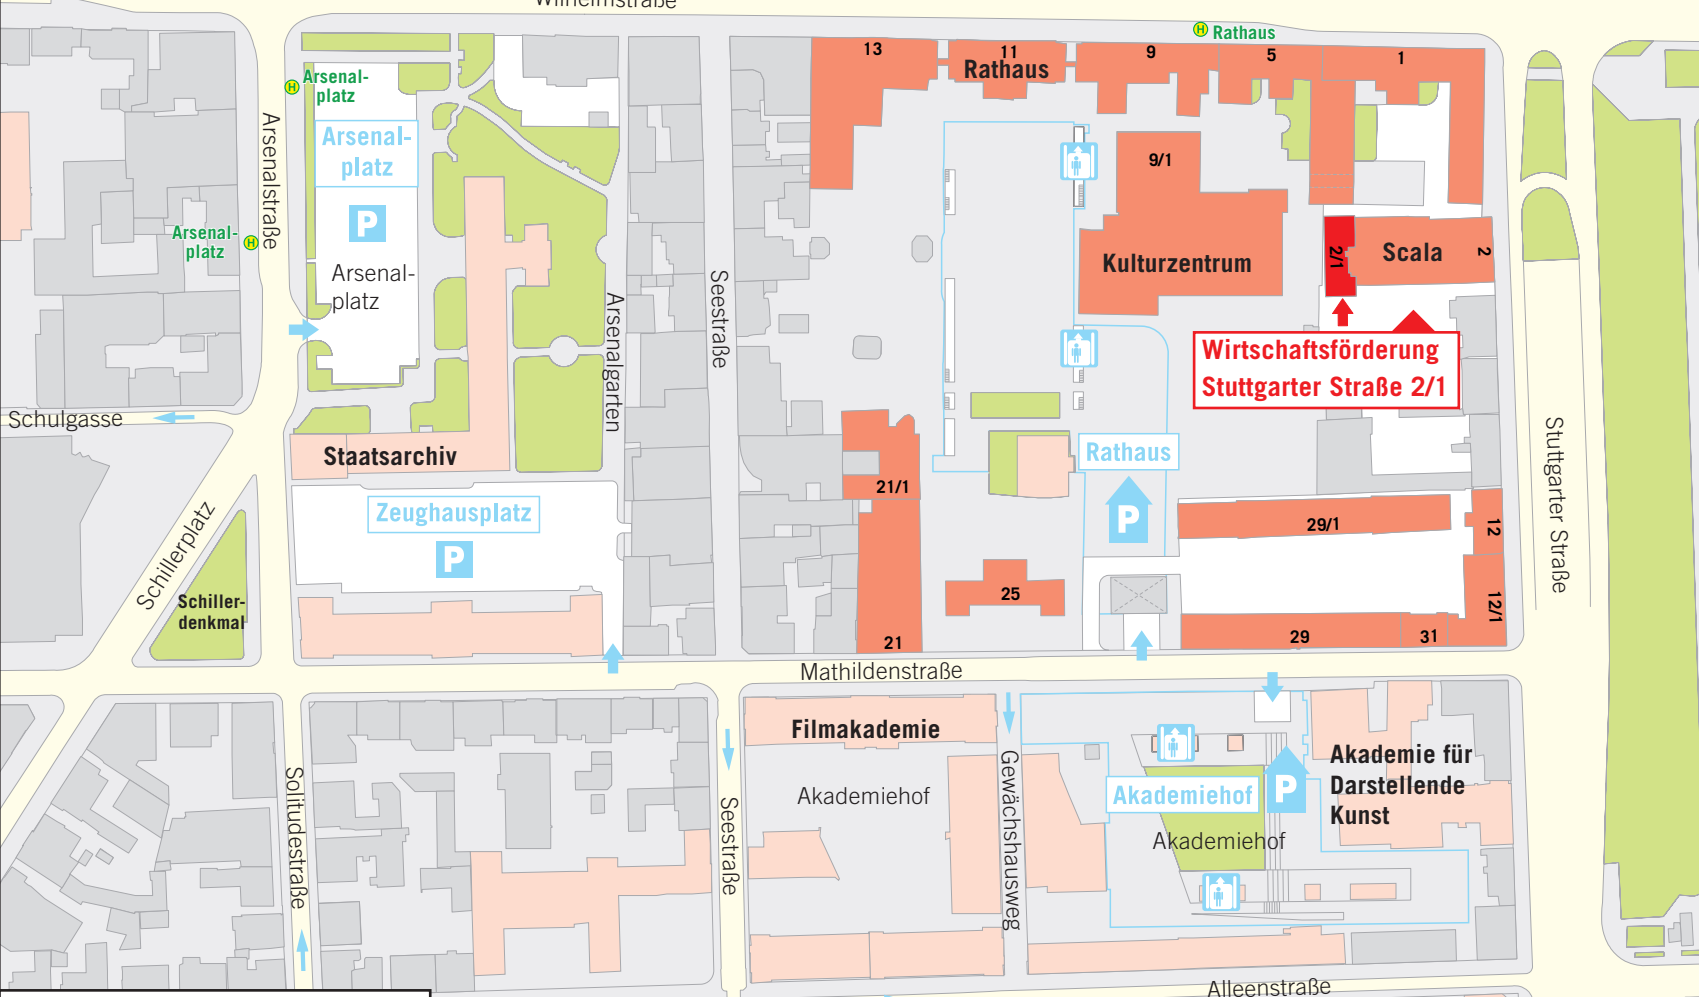 Wilhelmstraße
H Rathaus
13
11
Rathaus
9
5
1
H Arsenal-
platz
Arsenal-
platz
P
Arsenal-
platz
Arsenalstraße
Arsenal-
platz H
9/1
Kulturzentrum
2/1
Scala
2
Wirtschaftsförderung
Stuttgarter Straße 2/1
Seestraße
Arsenalgarten
Schulgasse
Staatsarchiv
Rathaus
P
Stuttgarter Straße
21/1
Zeughausplatz
P
29/1
12
Schillerplatz
Schiller-
denkmal
25
12/1
21
29
31
Mathildenstraße
Filmakademie
Akademiehof
Gewächshausweg
Solitudestraße
Seestraße
Akademiehof
P
Akademiehof
Akademie für
Darstellende
Kunst
Alleenstraße